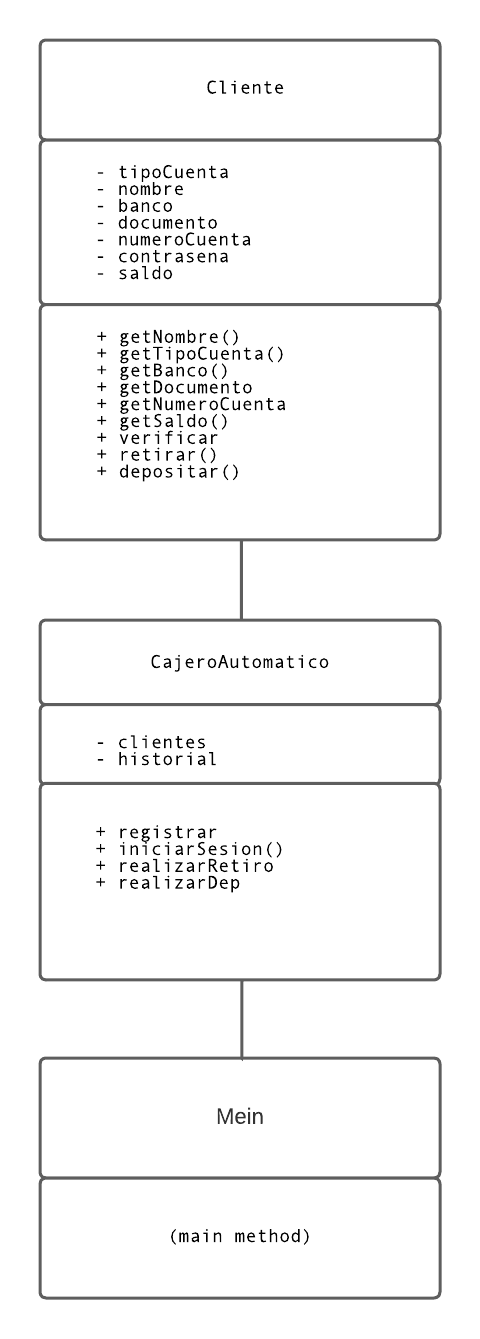 Cliente
- tipoCuenta
- nombre
- banco
- documento
- numeroCuenta
- contrasena
- saldo
+ getNombre()
+ getTipoCuenta()
+ getBanco()
+ getDocumento
+ getNumeroCuenta
+ getSaldo()
+ verificar
+ retirar()
+ depositar()
CajeroAutomatico
- clientes
- historial
+ registrar
+ iniciarSesion()
+ realizarRetiro
+ realizarDep
Mein
(main method)